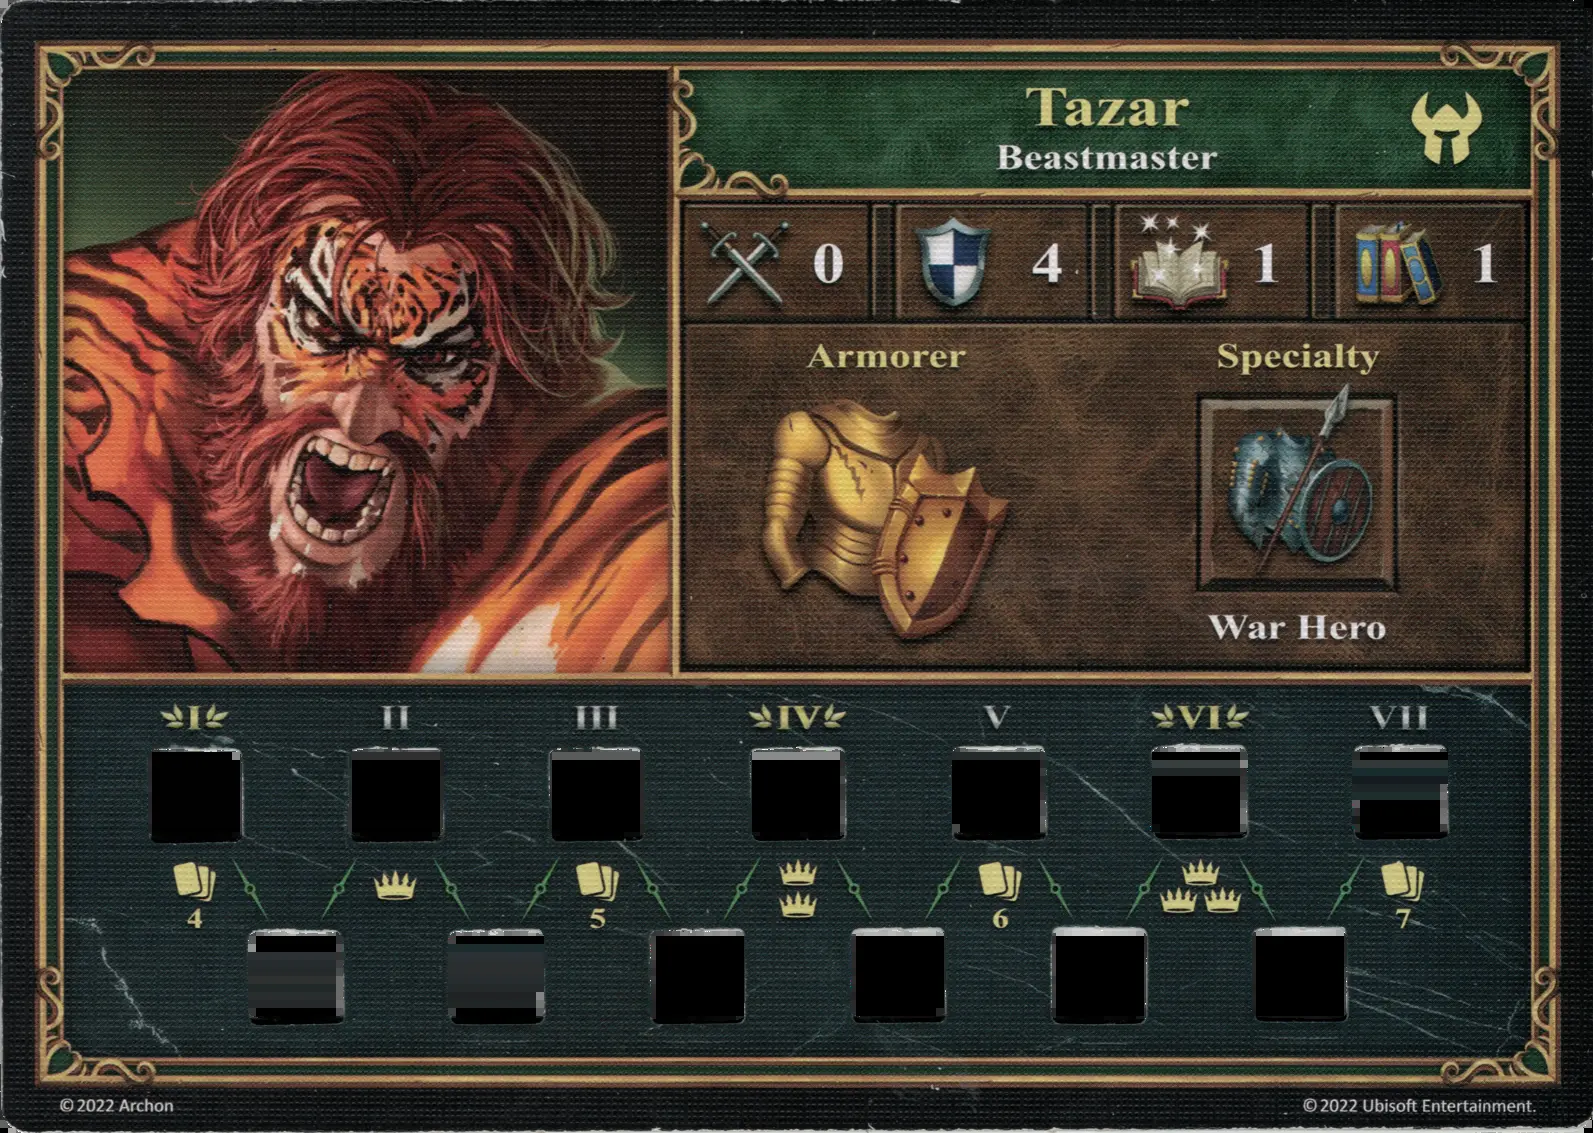 Tazar
Beastmaster
0 4 1 1
Armorer Specialty
War Hero
I II III IV V VI VII
4 5 6 7
© 2022 Archon © 2022 Ubisoft Entertainment.